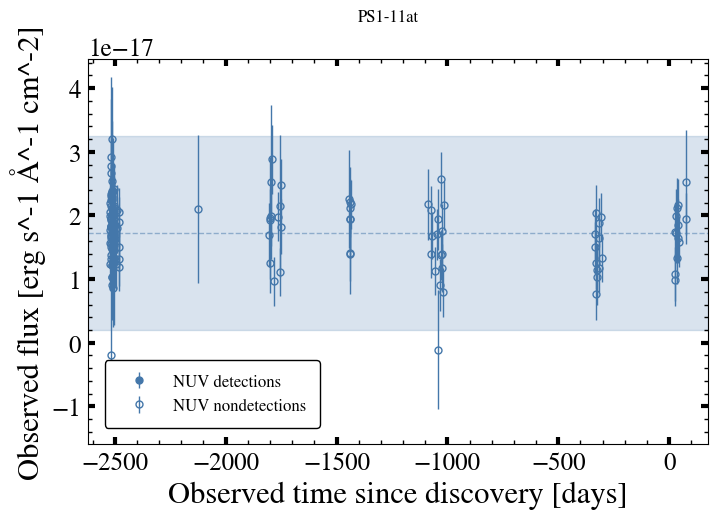 PS1-11at
1e−17
Observed flux [erg s^-1 Å^-1 cm^-2]
4
3
2
1
0
−1
NUV detections
NUV nondetections
−2500 −2000 −1500 −1000 −500 0
Observed time since discovery [days]